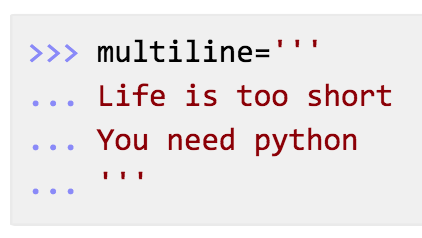 >>> multiline='''
... Life is too short
... You need python
... '''